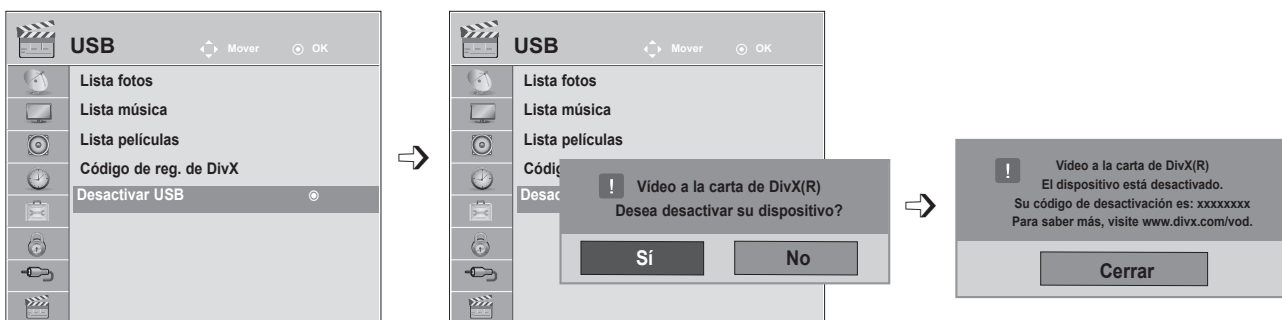 USB Mover OK
Lista fotos
Lista música
Lista películas
Código de reg. de DivX
Desactivar USB
USB Mover OK
Lista fotos
Lista música
Lista películas
Códig
Desac
! Vídeo a la carta de DivX(R)
Desea desactivar su dispositivo?
Sí No
! Vídeo a la carta de DivX(R)
El dispositivo está desactivado.
Su código de desactivación es: xxxxxxxx
Para saber más, visite www.divx.com/vod.
Cerrar